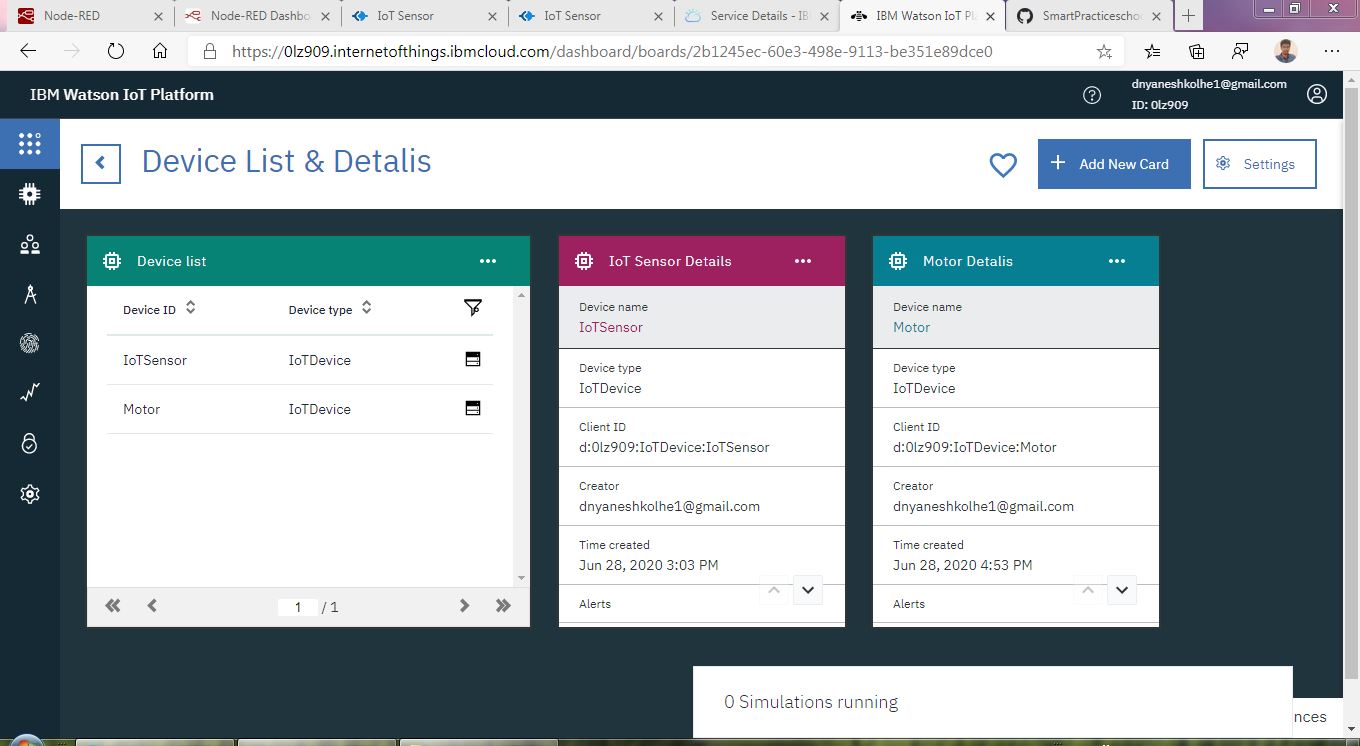 Node-RED
Node-RED Dashbo
IoT Sensor
IoT Sensor
Service Details - IB
IBM Watson IoT Pl
SmartPracticeschoo
https://0lz909.internetofthings.ibmcloud.com/dashboard/boards/2b1245ec-60e3-498e-9113-be351e89dce0
IBM Watson IoT Platform
dnyaneshkolhe1@gmail.com
ID: 0lz909
Device List & Detalis
Add New Card
Settings
Device list
Device ID
Device type
IoTSensor
IoTDevice
Motor
IoTDevice
1 / 1
IoT Sensor Details
Device name
IoTSensor
Device type
IoTDevice
Client ID
d:0lz909:IoTDevice:IoTSensor
Creator
dnyaneshkolhe1@gmail.com
Time created
Jun 28, 2020 3:03 PM
Alerts
Motor Detalis
Device name
Motor
Device type
IoTDevice
Client ID
d:0lz909:IoTDevice:Motor
Creator
dnyaneshkolhe1@gmail.com
Time created
Jun 28, 2020 4:53 PM
Alerts
0 Simulations running
nces